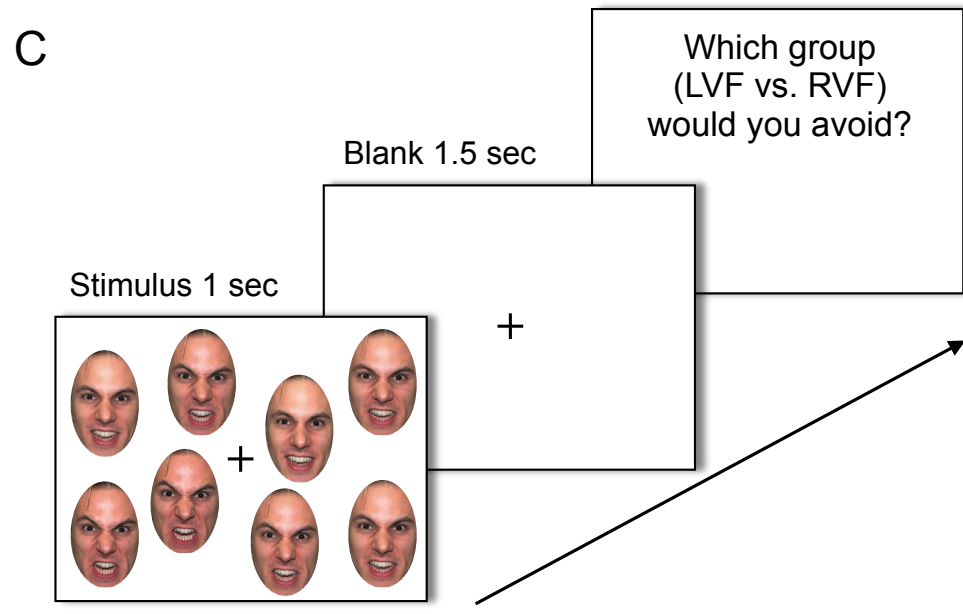 C
Which group
(LVF vs. RVF)
would you avoid?
Blank 1.5 sec
Stimulus 1 sec
+
+